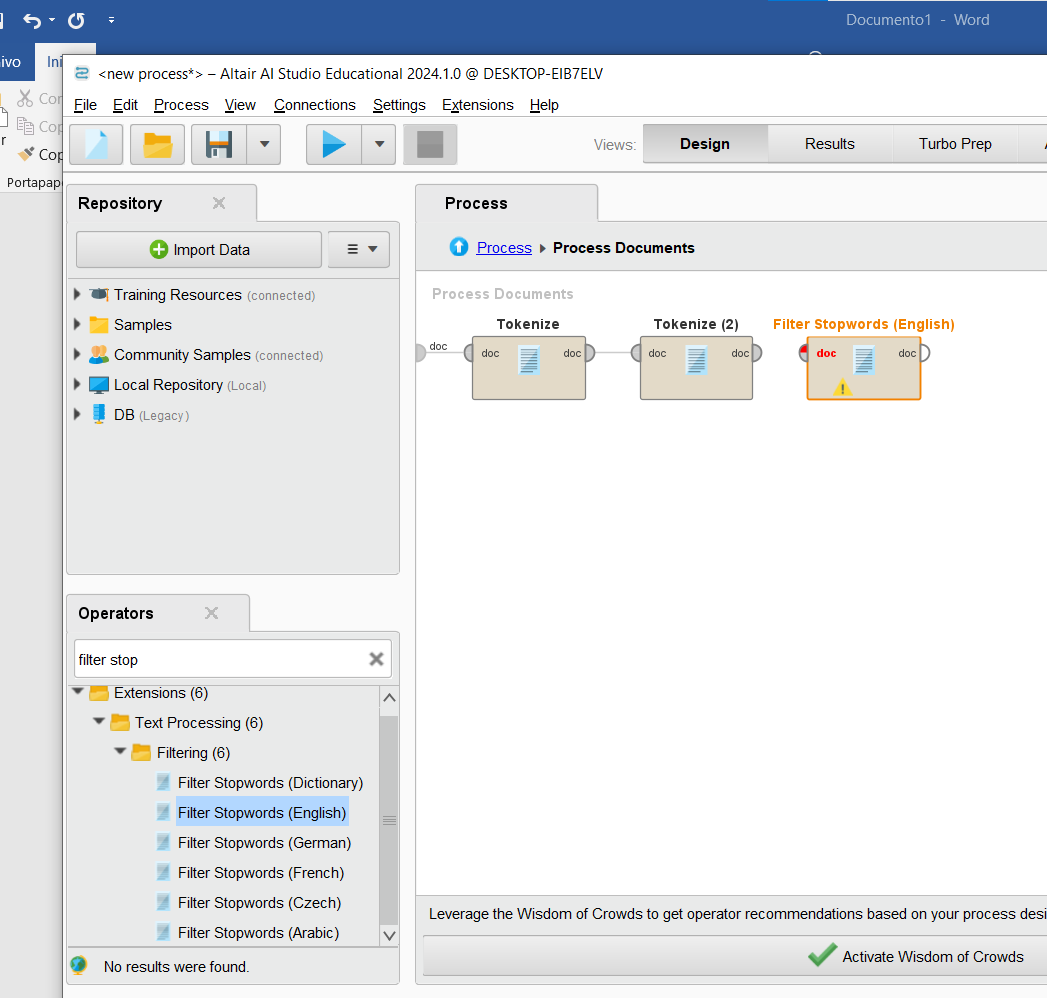 Documento1 - Word
ivo
Ini
<new process*> – Altair AI Studio Educational 2024.1.0 @ DESKTOP-EIB7ELV
File Edit Process View Connections Settings Extensions Help
Cor
Cop
r
Cop
Portapap
Views:
Design
Results
Turbo Prep
Repository
Import Data
Training Resources (connected)
Samples
Community Samples (connected)
Local Repository (Local)
DB (Legacy)
Process
Process Process Documents
Process Documents
Tokenize
Tokenize (2)
Filter Stopwords (English)
doc
doc doc
doc doc
doc doc
Operators
filter stop
Extensions (6)
Text Processing (6)
Filtering (6)
Filter Stopwords (Dictionary)
Filter Stopwords (English)
Filter Stopwords (German)
Filter Stopwords (French)
Filter Stopwords (Czech)
Filter Stopwords (Arabic)
No results were found.
Leverage the Wisdom of Crowds to get operator recommendations based on your process desi
Activate Wisdom of Crowds